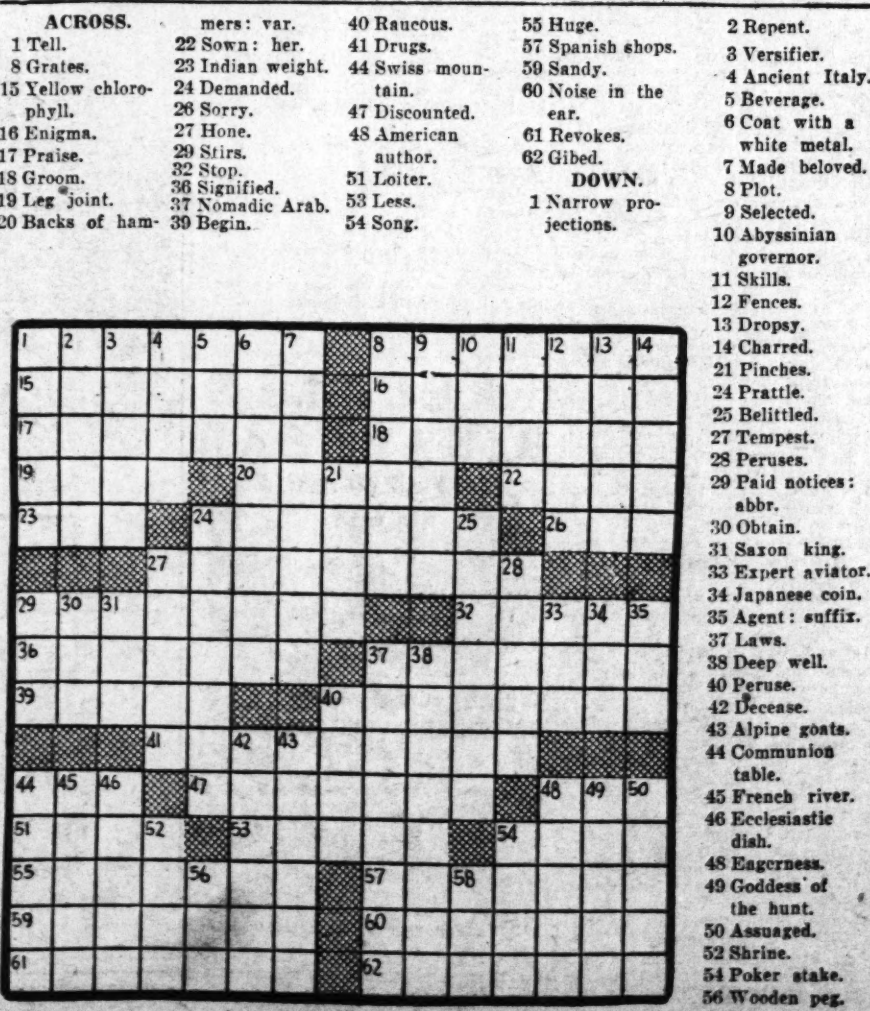 ACROSS.
1 Tell.
8 Grates.
15 Yellow chloro-
phyll.
16 Enigma.
17 Praise.
18 Groom.
19 Leg joint.
20 Backs of ham-
mers: var.
22 Sown: her.
23 Indian weight.
24 Demanded.
26 Sorry.
27 Hone.
29 Stirs.
32 Stop.
36 Signified.
37 Nomadic Arab.
39 Begin.
40 Raucous.
41 Drugs.
44 Swiss moun-
tain.
47 Discounted.
48 American
author.
51 Loiter.
53 Less.
54 Song.
55 Huge.
57 Spanish shops.
59 Sandy.
60 Noise in the
ear.
61 Revokes.
62 Gibed.
DOWN.
1 Narrow pro-
jections.
2 Repent.
3 Versifier.
4 Ancient Italy.
5 Beverage.
6 Coat with a
white metal.
7 Made beloved.
8 Plot.
9 Selected.
10 Abyssinian
governor.
11 Skills.
12 Fences.
13 Dropsy.
14 Charred.
21 Pinches.
24 Prattle.
25 Belittled.
27 Tempest.
28 Peruses.
29 Paid notices:
abbr.
30 Obtain.
31 Saxon king.
33 Expert aviator.
34 Japanese coin.
35 Agent: suffix.
37 Laws.
38 Deep well.
40 Peruse.
42 Decease.
43 Alpine goats.
44 Communion
table.
45 French river.
46 Ecclesiastic
dish.
48 Eagerness.
49 Goddess of
the hunt.
50 Assuaged.
52 Shrine.
54 Poker stake.
56 Wooden peg.
1 2 3 4 5 6 7 8 9 10 11 12 13 14
15 16
17 18
19 20 21 22
23 24 25 26
27 28
29 30 31 32 33 34 35
36 37 38
39 40
41 42 43
44 45 46 47 48 49 50
51 52 53 54
55 56 57 58
59 60
61 62